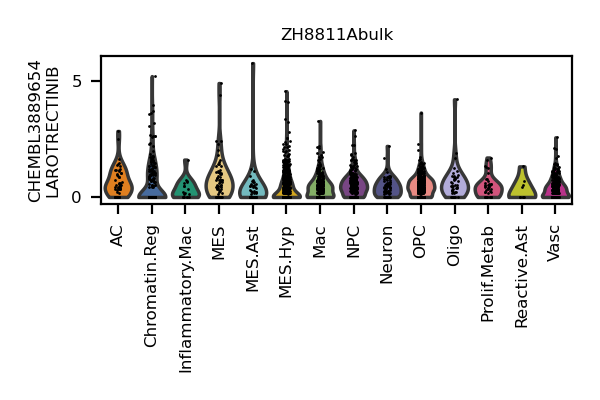 ZH8811Abulk
CHEMBL3889654
LAROTRECTINIB
5
0
AC
Chromatin.Reg
Inflammatory.Mac
MES
MES.Ast
MES.Hyp
Mac
NPC
Neuron
OPC
Oligo
Prolif.Metab
Reactive.Ast
Vasc